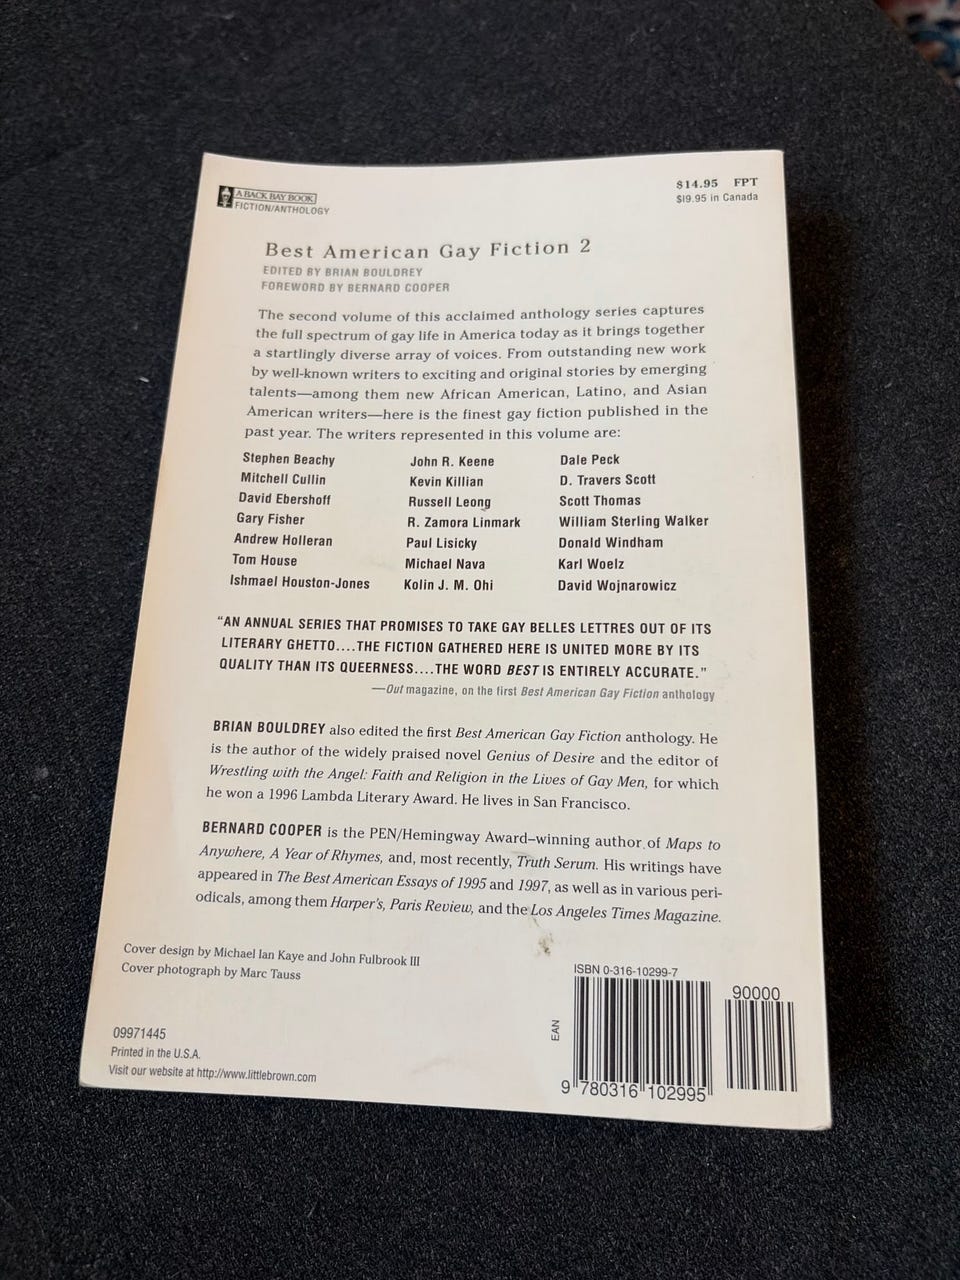 A BACK BAY BOOK
FICTION/ANTHOLOGY
$14.95 FPT
$19.95 in Canada
Best American Gay Fiction 2
EDITED BY BRIAN BOULDREY
FOREWORD BY BERNARD COOPER
The second volume of this acclaimed anthology series captures
the full spectrum of gay life in America today as it brings together
a startlingly diverse array of voices. From outstanding new work
by well-known writers to exciting and original stories by emerging
talents—among them new African American, Latino, and Asian
American writers—here is the finest gay fiction published in the
past year. The writers represented in this volume are:
Stephen Beachy
Mitchell Cullin
David Ebershoff
Gary Fisher
Andrew Holleran
Tom House
Ishmael Houston-Jones
John R. Keene
Kevin Killian
Russell Leong
R. Zamora Linmark
Paul Lisicky
Michael Nava
Kolin J. M. Ohi
Dale Peck
D. Travers Scott
Scott Thomas
William Sterling Walker
Donald Windham
Karl Woelz
David Wojnarowicz
"AN ANNUAL SERIES THAT PROMISES TO TAKE GAY BELLES LETTRES OUT OF ITS
LITERARY GHETTO....THE FICTION GATHERED HERE IS UNITED MORE BY ITS
QUALITY THAN ITS QUEERNESS....THE WORD BEST IS ENTIRELY ACCURATE."
—Out magazine, on the first Best American Gay Fiction anthology
BRIAN BOULDREY also edited the first Best American Gay Fiction anthology. He
is the author of the widely praised novel Genius of Desire and the editor of
Wrestling with the Angel: Faith and Religion in the Lives of Gay Men, for which
he won a 1996 Lambda Literary Award. He lives in San Francisco.
BERNARD COOPER is the PEN/Hemingway Award–winning author of Maps to
Anywhere, A Year of Rhymes, and, most recently, Truth Serum. His writings have
appeared in The Best American Essays of 1995 and 1997, as well as in various peri-
odicals, among them Harper's, Paris Review, and the Los Angeles Times Magazine.
Cover design by Michael Ian Kaye and John Fulbrook III
Cover photograph by Marc Tauss
09971445
Printed in the U.S.A.
Visit our website at http://www.littlebrown.com
ISBN 0-316-10299-7
90000
EAN
9 780316 102995